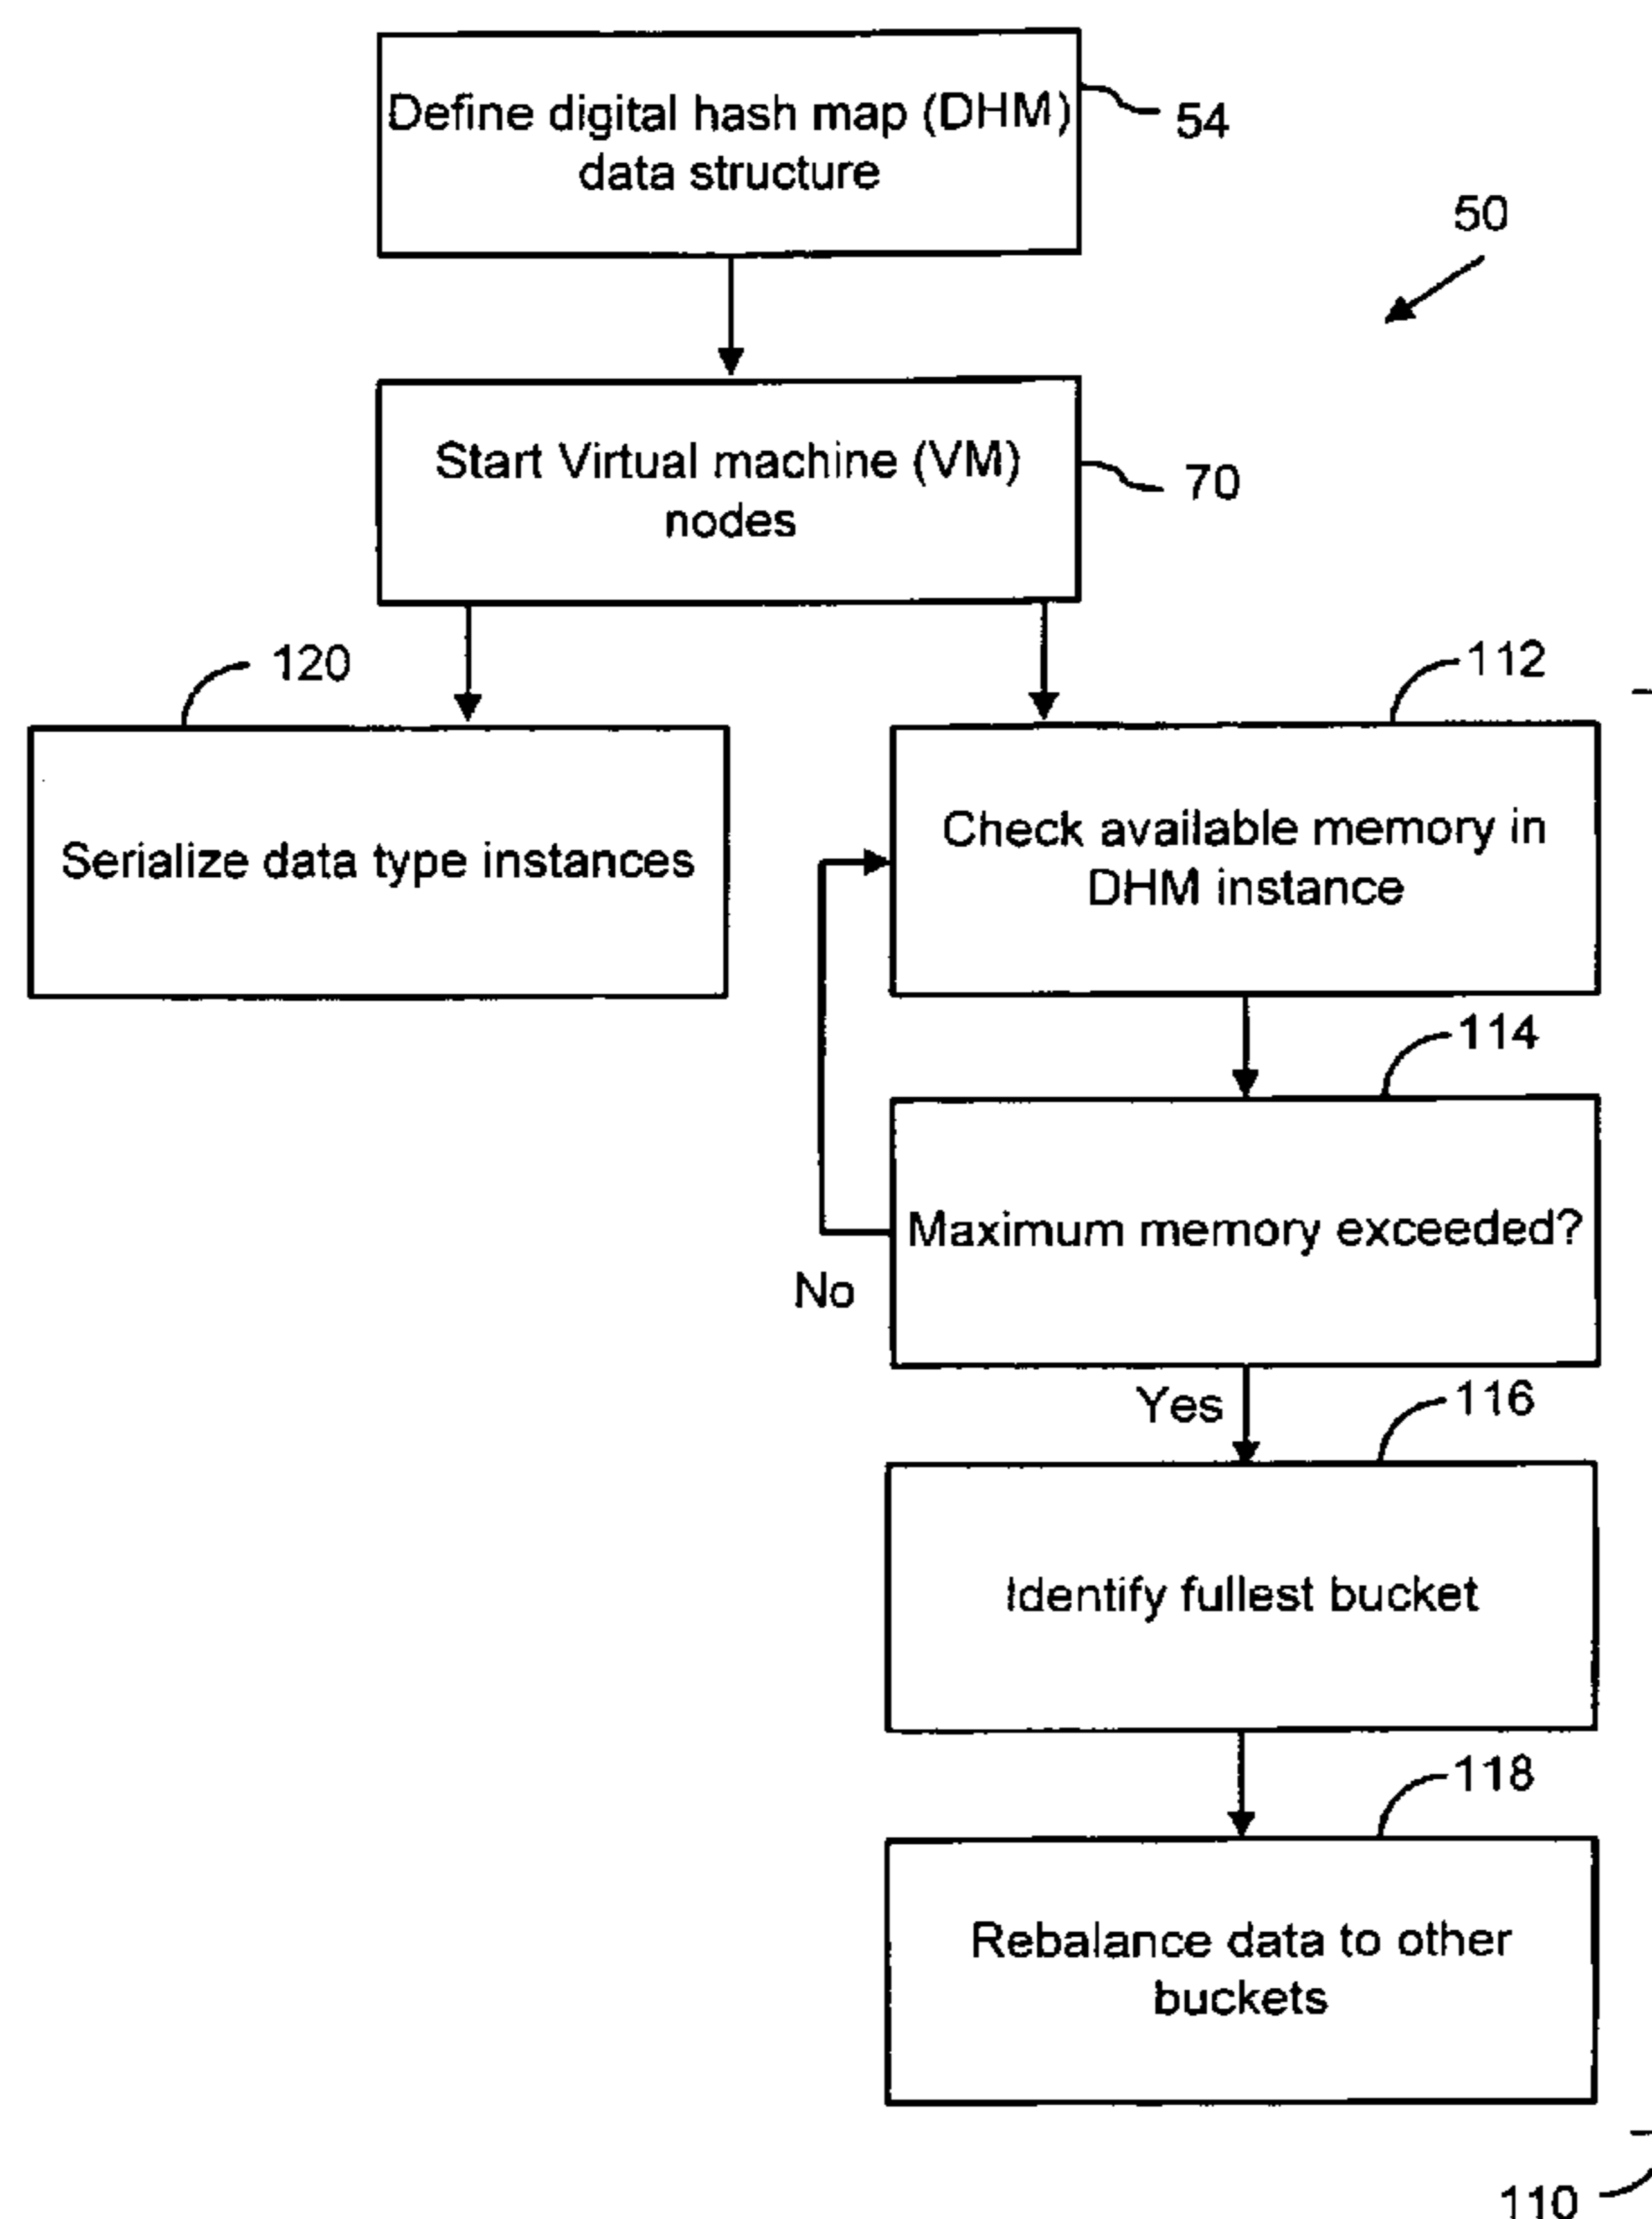 Define digital hash map (DHM)
data structure
54
50
Start Virtual machine (VM)
nodes
70
120
112
Serialize data type instances
Check available memory in
DHM instance
114
Maximum memory exceeded?
No
Yes
116
Identify fullest bucket
118
Rebalance data to other
buckets
110